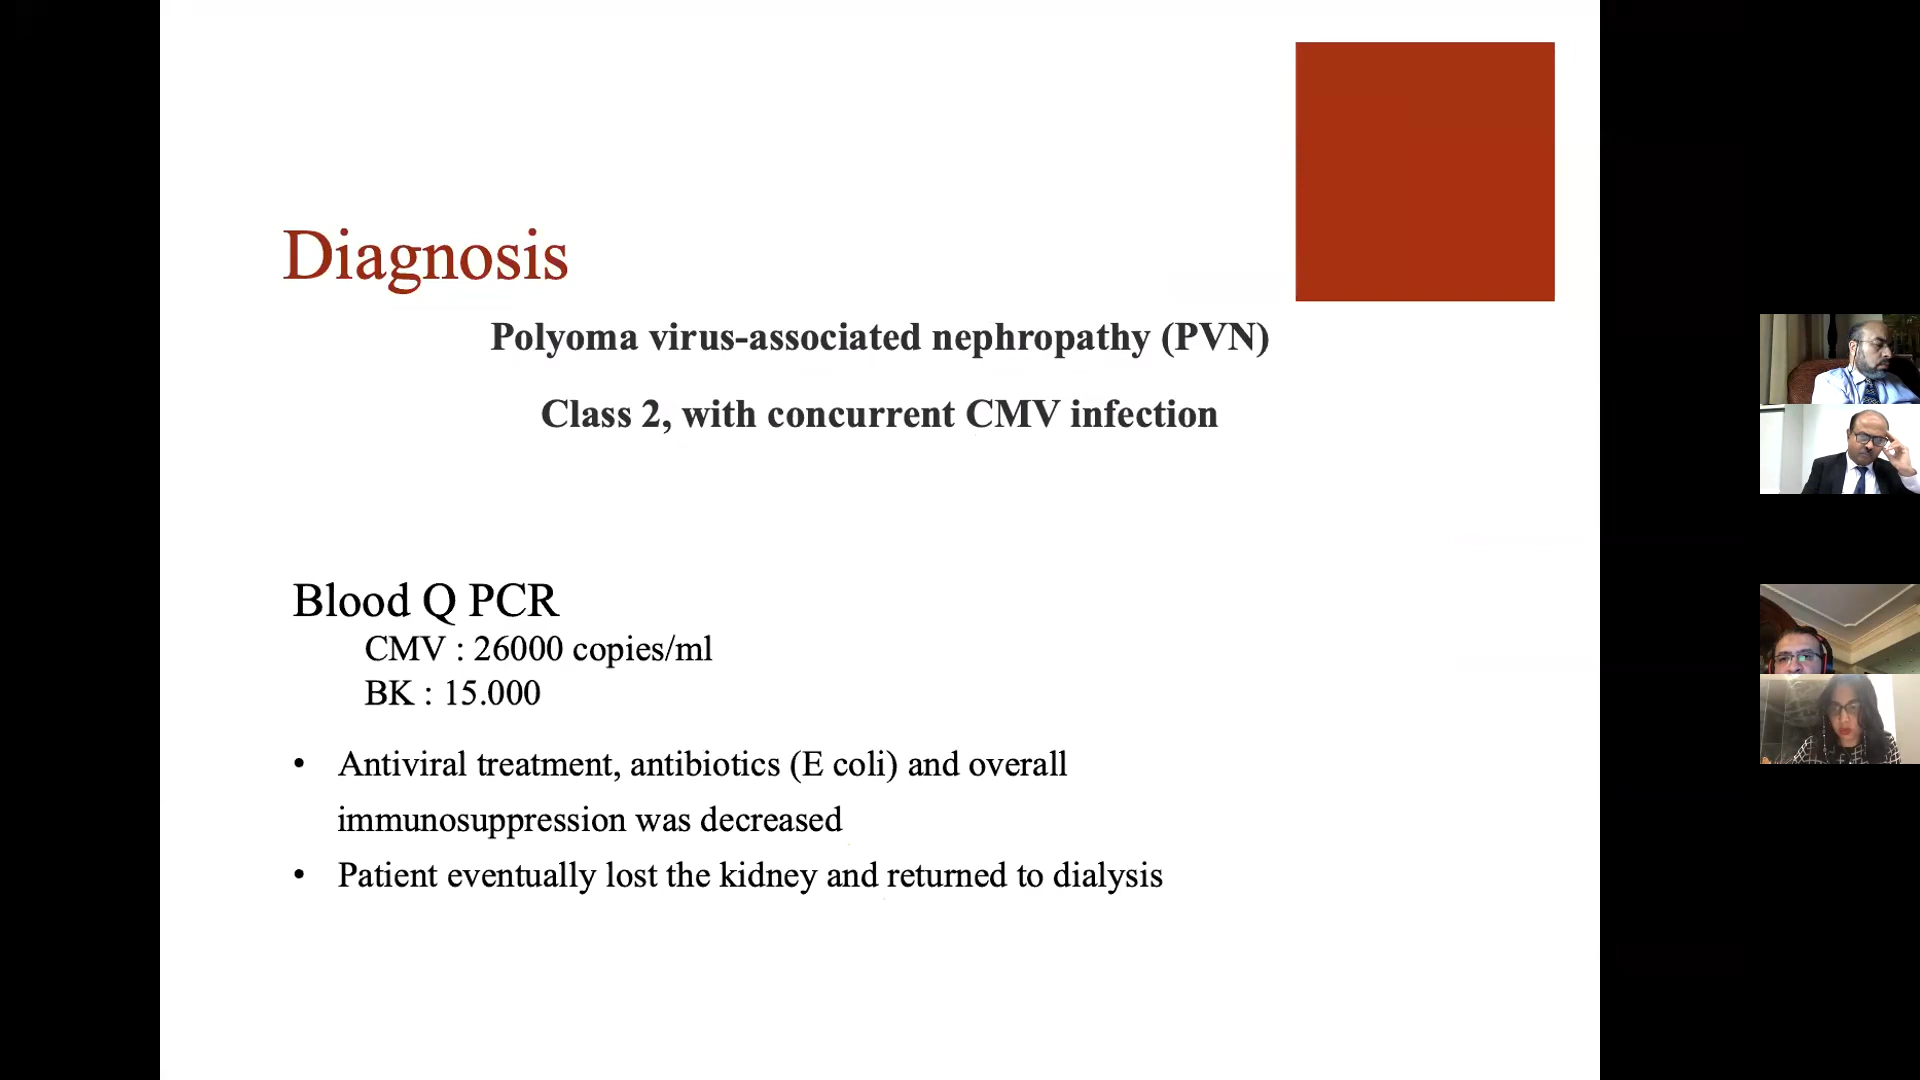 Diagnosis
Polyoma virus-associated nephropathy (PVN)
Class 2, with concurrent CMV infection
Blood Q PCR
CMV : 26000 copies/ml
BK : 15.000
• Antiviral treatment, antibiotics (E coli) and overall
immunosuppression was decreased
• Patient eventually lost the kidney and returned to dialysis